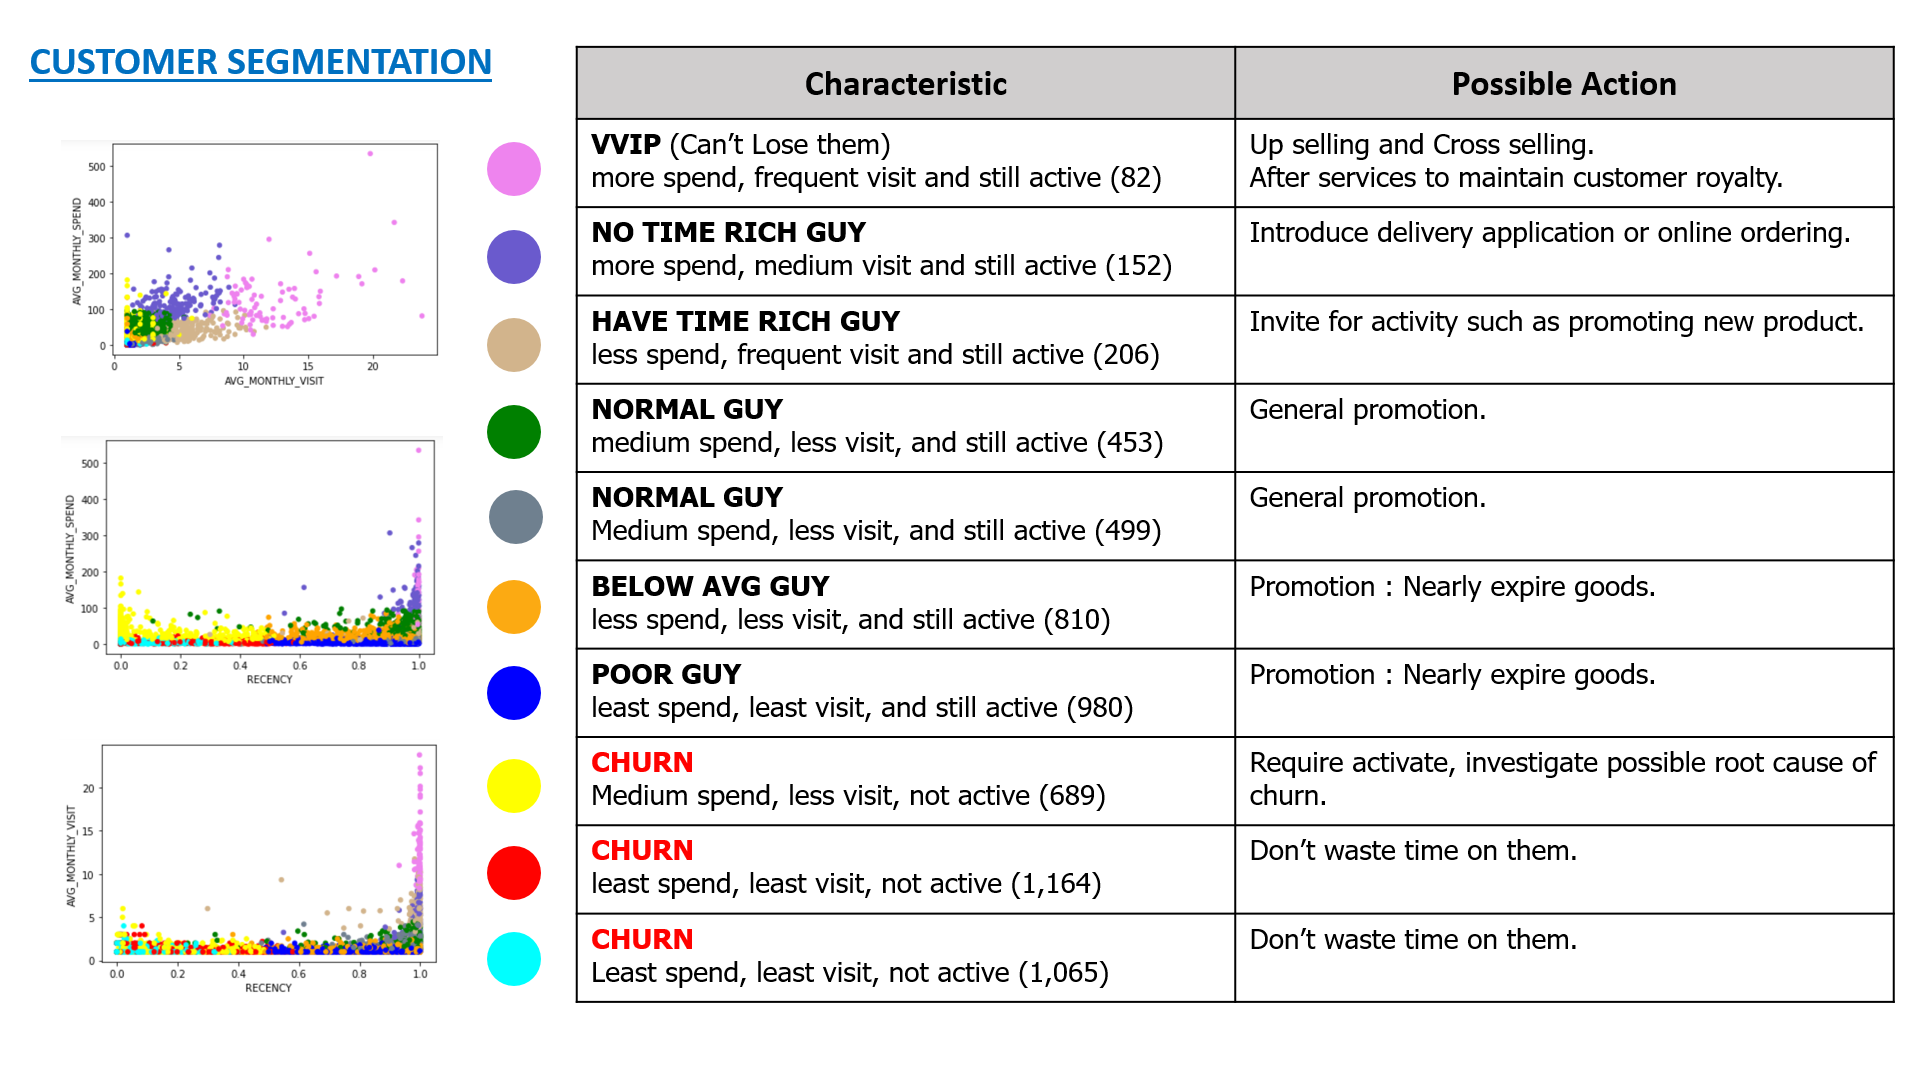 CUSTOMER SEGMENTATION
500
400
300
200
100
0
AVG_MONTHLY_SPEND
0 5 10 15 20
AVG_MONTHLY_VISIT
500
400
300
200
100
0
AVG_MONTHLY_SPEND
0.0 0.2 0.4 0.6 0.8 1.0
RECENCY
20
15
10
5
0
AVG_MONTHLY_VISIT
0.0 0.2 0.4 0.6 0.8 1.0
RECENCY
Characteristic
Possible Action
VVIP (Can’t Lose them)
more spend, frequent visit and still active (82)
Up selling and Cross selling.
After services to maintain customer royalty.
NO TIME RICH GUY
more spend, medium visit and still active (152)
Introduce delivery application or online ordering.
HAVE TIME RICH GUY
less spend, frequent visit and still active (206)
Invite for activity such as promoting new product.
NORMAL GUY
medium spend, less visit, and still active (453)
General promotion.
NORMAL GUY
Medium spend, less visit, and still active (499)
General promotion.
BELOW AVG GUY
less spend, less visit, and still active (810)
Promotion : Nearly expire goods.
POOR GUY
least spend, least visit, and still active (980)
Promotion : Nearly expire goods.
CHURN
Medium spend, less visit, not active (689)
Require activate, investigate possible root cause of
churn.
CHURN
least spend, least visit, not active (1,164)
Don’t waste time on them.
CHURN
Least spend, least visit, not active (1,065)
Don’t waste time on them.